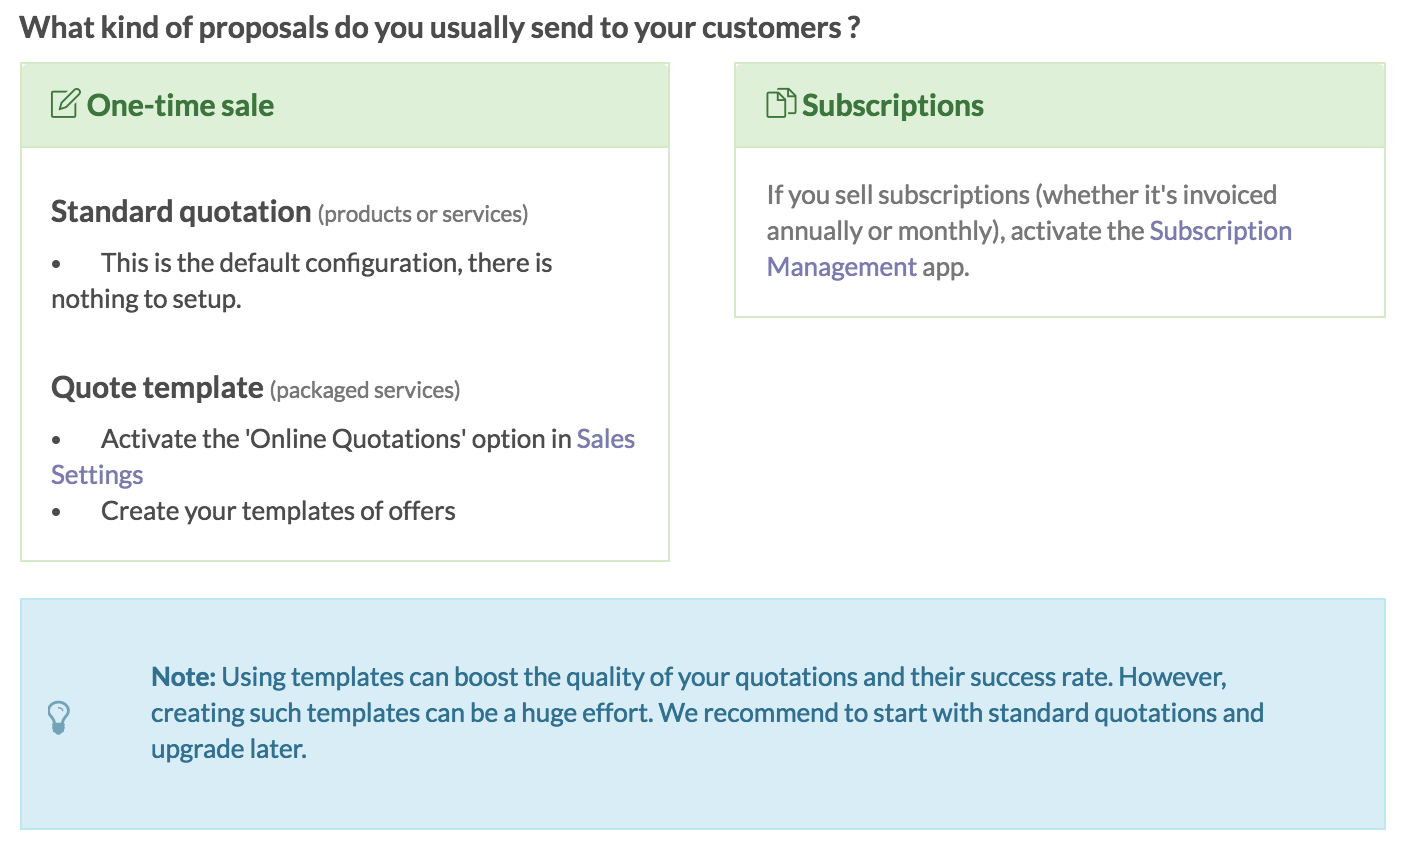 What kind of proposals do you usually send to your customers ?
One-time sale
Standard quotation (products or services)
• This is the default configuration, there is
nothing to setup.
Quote template (packaged services)
• Activate the 'Online Quotations' option in Sales
Settings
• Create your templates of offers
Subscriptions
If you sell subscriptions (whether it's invoiced
annually or monthly), activate the Subscription
Management app.
Note: Using templates can boost the quality of your quotations and their success rate. However,
creating such templates can be a huge effort. We recommend to start with standard quotations and
upgrade later.